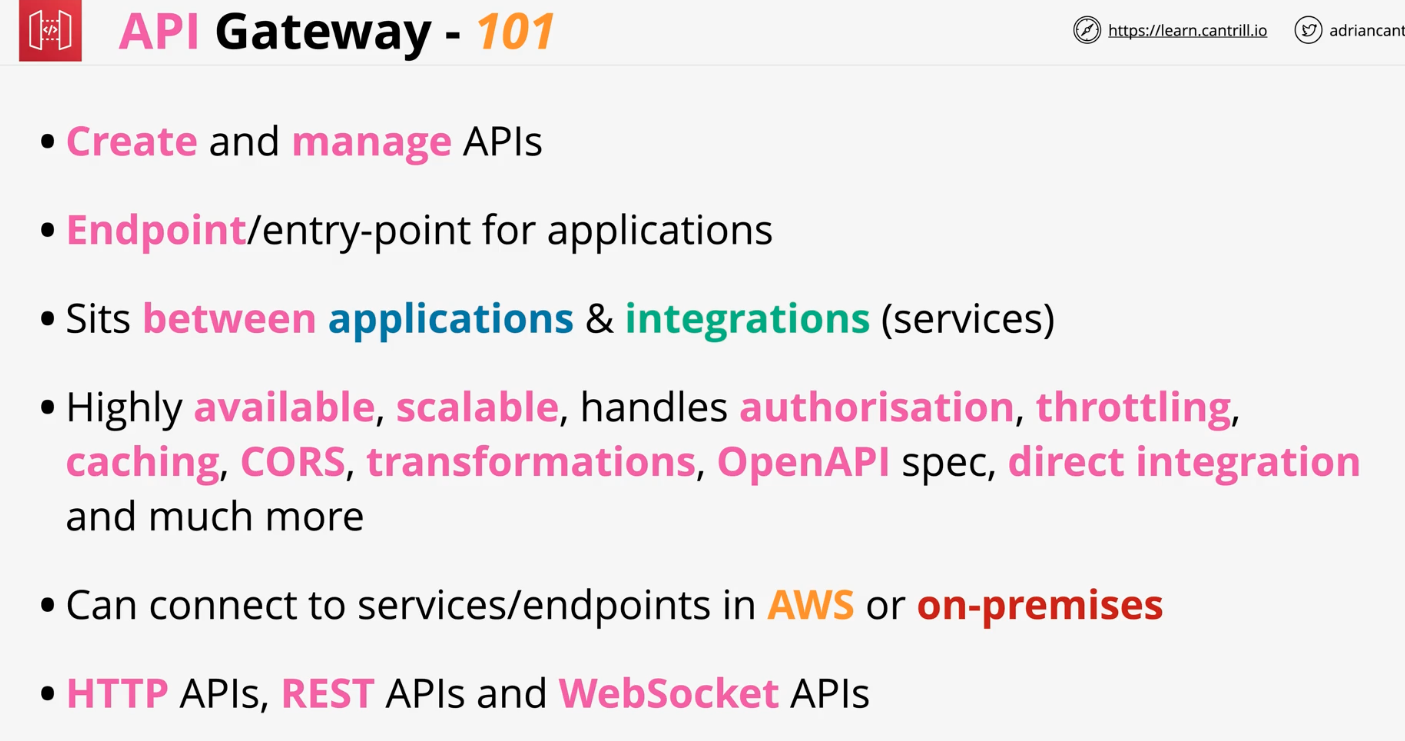 API Gateway - 101
https://learn.cantrill.io
adriancant
• Create and manage APIs
• Endpoint/entry-point for applications
• Sits between applications & integrations (services)
• Highly available, scalable, handles authorisation, throttling,
caching, CORS, transformations, OpenAPI spec, direct integration
and much more
• Can connect to services/endpoints in AWS or on-premises
• HTTP APIs, REST APIs and WebSocket APIs